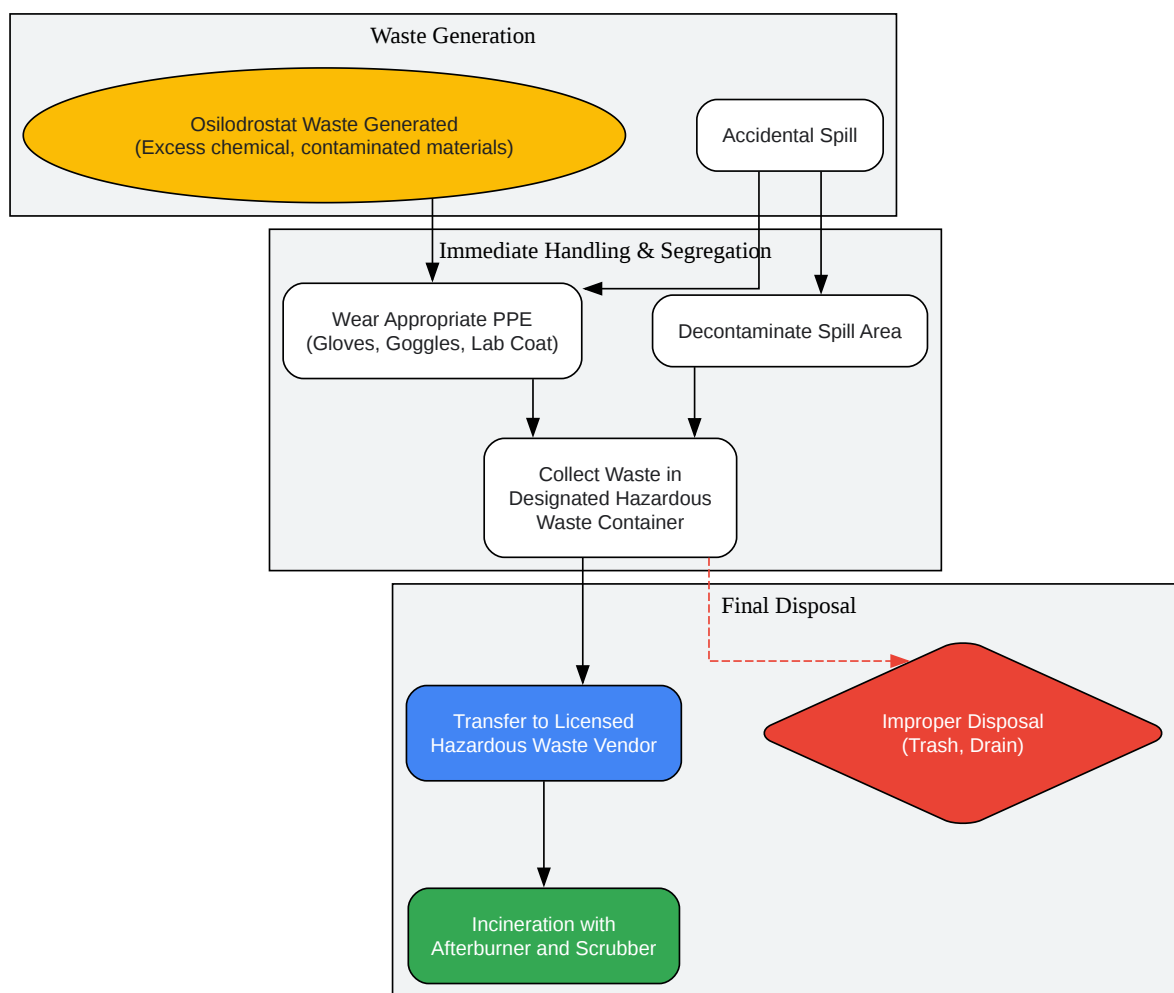 Waste Generation
Osilodrostat Waste Generated
(Excess chemical, contaminated materials)
Accidental Spill
Immediate Handling & Segregation
Wear Appropriate PPE
(Gloves, Goggles, Lab Coat)
Decontaminate Spill Area
Collect Waste in
Designated Hazardous
Waste Container
Final Disposal
Transfer to Licensed
Hazardous Waste Vendor
Improper Disposal
(Trash, Drain)
Incineration with
Afterburner and Scrubber